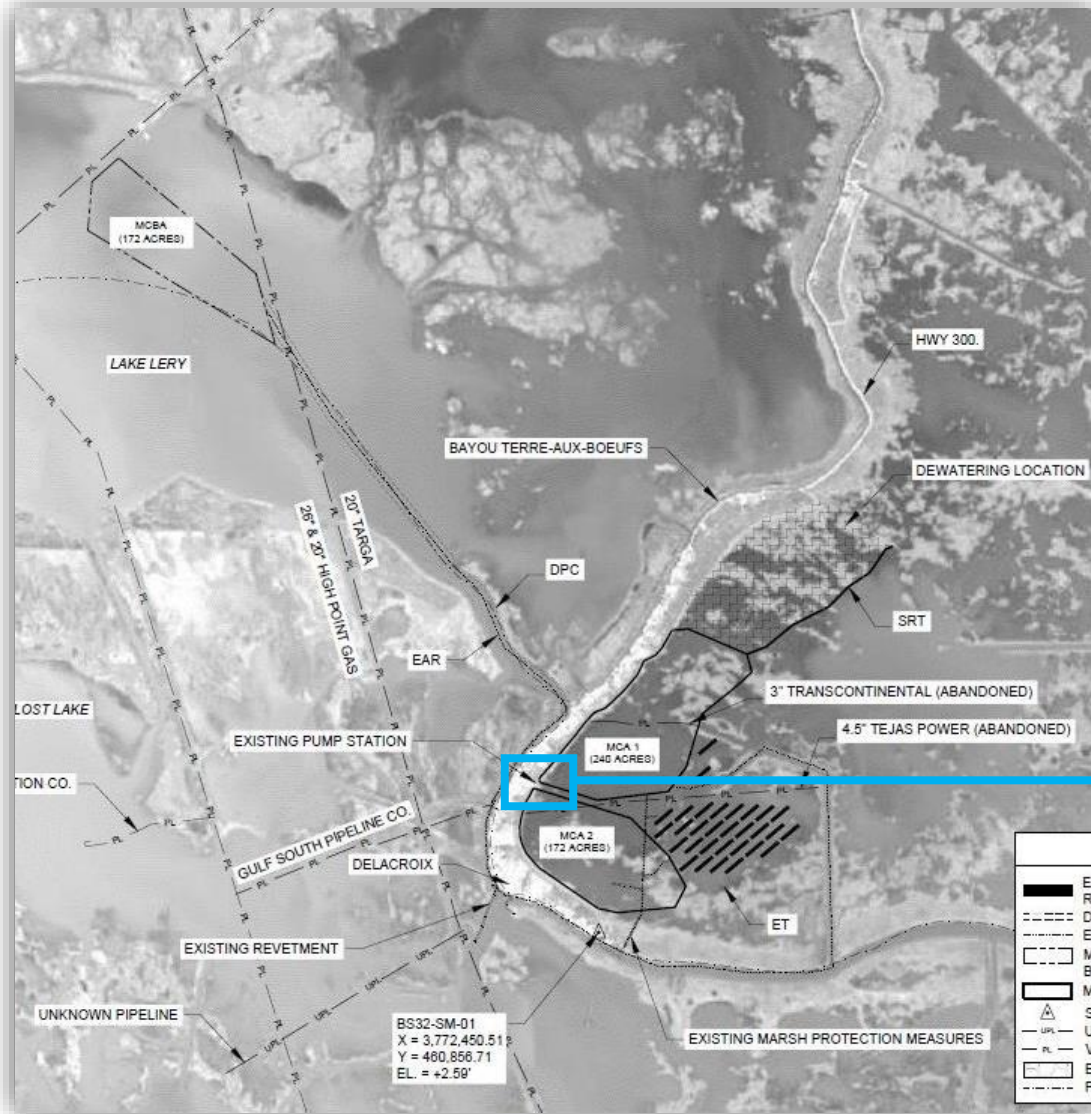 MCBA
(172 ACRES)
LAKE LERY
HWY 300.
BAYOU TERRE-AUX-BOEUFS
DEWATERING LOCATION
20" TARGA
26" & 20" HIGH POINT GAS
DPC
SRT
EAR
3" TRANSCONTINENTAL (ABANDONED)
LOST LAKE
4.5" TEJAS POWER (ABANDONED)
EXISTING PUMP STATION
MCA 1
(246 ACRES)
TION CO.
GULF SOUTH PIPELINE CO.
MCA 2
(172 ACRES)
DELACROIX
ET
EXISTING REVETMENT
UNKNOWN PIPELINE
BS32-SM-01
X = 3,772,450.51
Y = 460,856.71
EL. = +2.59'
EXISTING MARSH PROTECTION MEASURES
E
R
D
E
M
B
M
S
UPL U
PL V
E
F